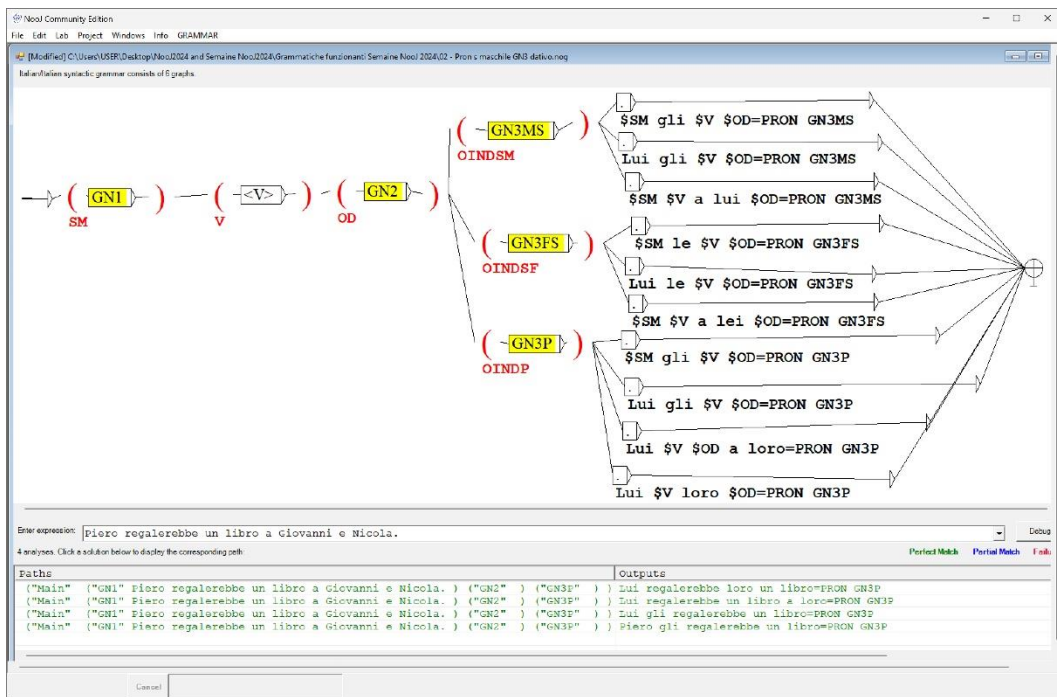 NooJ Community Edition
File Edit Lab Project Windows Info GRAMMAR
[Modified] C:\Users\USER\Desktop\NooJ2024 and Semaine NooJ2024\Grammatiche funzionanti Semaine NooJ 2024\02 - Pron s maschile GN3 dativo.nog
Italian/Italian syntactic grammar consists of 6 graphs.
( GN1 )
SM
( <V> )
V
( GN2 )
OD
( GN3MS )
OINDSM
$SM gli $V $OD=PRON GN3MS
Lui gli $V $OD=PRON GN3MS
$SM $V a lui $OD=PRON GN3MS
( GN3FS )
OINDSF
$SM le $V $OD=PRON GN3FS
Lui le $V $OD=PRON GN3FS
$SM $V a lei $OD=PRON GN3FS
( GN3P )
OINDP
$SM gli $V $OD=PRON GN3P
Lui gli $V $OD=PRON GN3P
Lui $V $OD a loro=PRON GN3P
Lui $V loro $OD=PRON GN3P
Enter expression: Piero regalerebbe un libro a Giovanni e Nicola. Debug
4 analyses. Click a solution below to display the corresponding path: Perfect Match Partial Match Failu
Paths Outputs
("Main" ("GN1" Piero regalerebbe un libro a Giovanni e Nicola. ) ("GN2" ) ("GN3P" ) ) Lui regalerebbe loro un libro=PRON GN3P
("Main" ("GN1" Piero regalerebbe un libro a Giovanni e Nicola. ) ("GN2" ) ("GN3P" ) ) Lui regalerebbe un libro a loro=PRON GN3P
("Main" ("GN1" Piero regalerebbe un libro a Giovanni e Nicola. ) ("GN2" ) ("GN3P" ) ) Lui gli regalerebbe un libro=PRON GN3P
("Main" ("GN1" Piero regalerebbe un libro a Giovanni e Nicola. ) ("GN2" ) ("GN3P" ) ) Piero gli regalerebbe un libro=PRON GN3P
Cancel